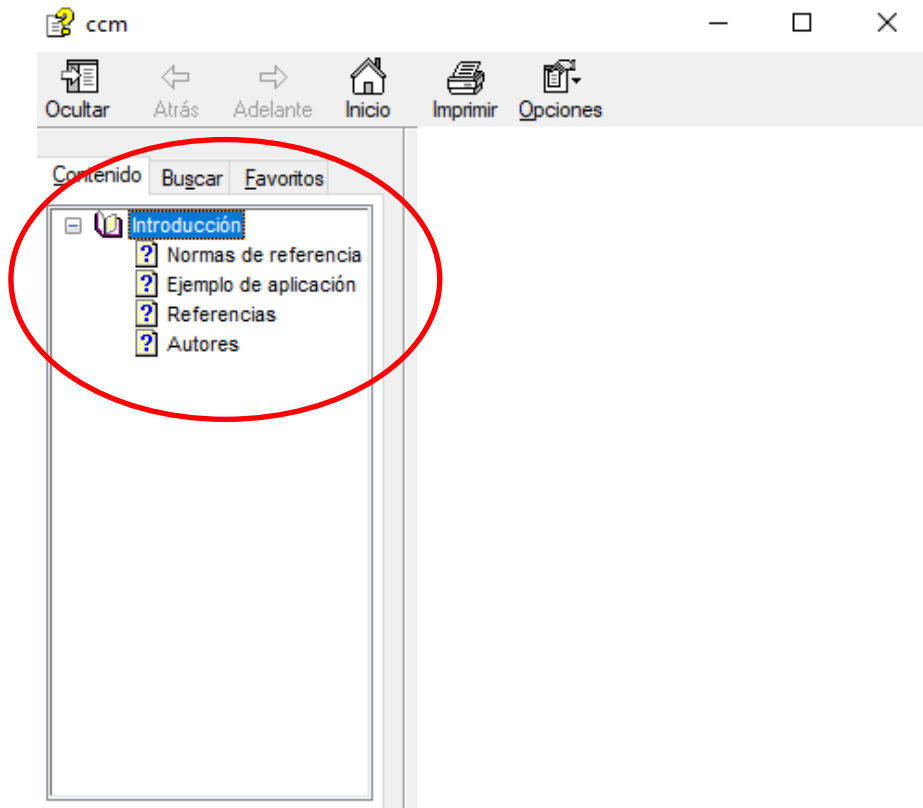 ccm
Ocultar Atrás Adelante Inicio Imprimir Opciones
Contenido Buscar Favoritos
Introducción
Normas de referencia
Ejemplo de aplicación
Referencias
Autores